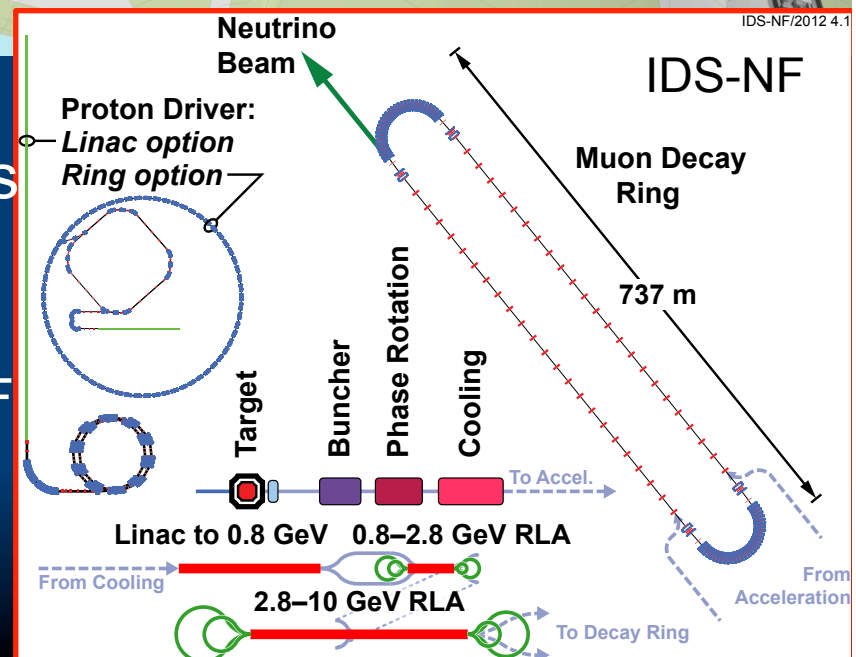 IDS-NF/2012 4.1
IDS-NF
Neutrino
Beam
Proton Driver:
Linac option
Ring option
Muon Decay
Ring
737 m
Target
Buncher
Phase Rotation
Cooling
To Accel.
Linac to 0.8 GeV
0.8–2.8 GeV RLA
From Cooling
2.8–10 GeV RLA
To Decay Ring
From
Acceleration